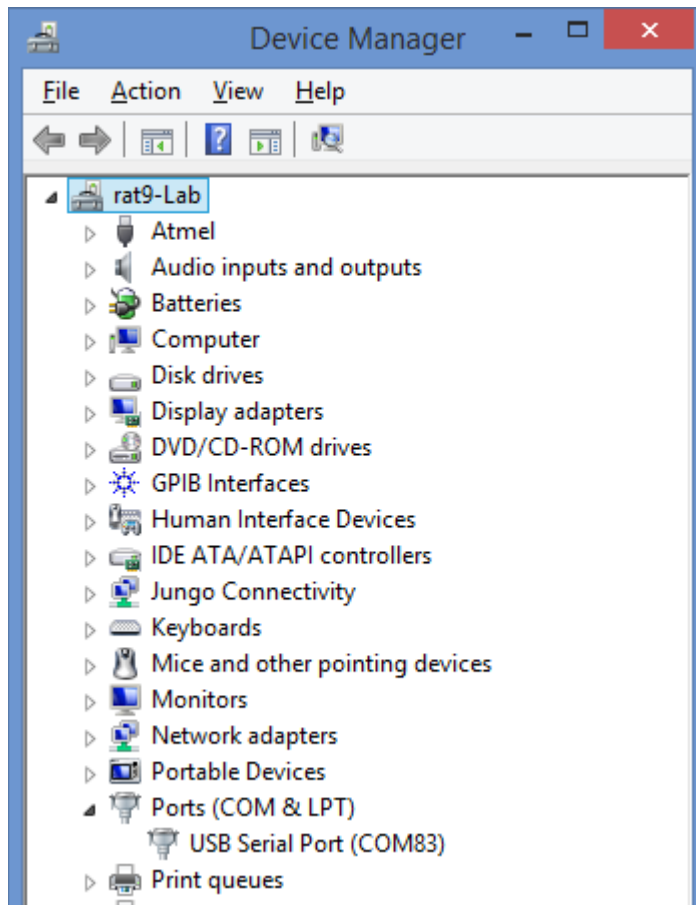 Device Manager
File Action View Help
rat9-Lab
Atmel
Audio inputs and outputs
Batteries
Computer
Disk drives
Display adapters
DVD/CD-ROM drives
GPIB Interfaces
Human Interface Devices
IDE ATA/ATAPI controllers
Jungo Connectivity
Keyboards
Mice and other pointing devices
Monitors
Network adapters
Portable Devices
Ports (COM & LPT)
USB Serial Port (COM83)
Print queues